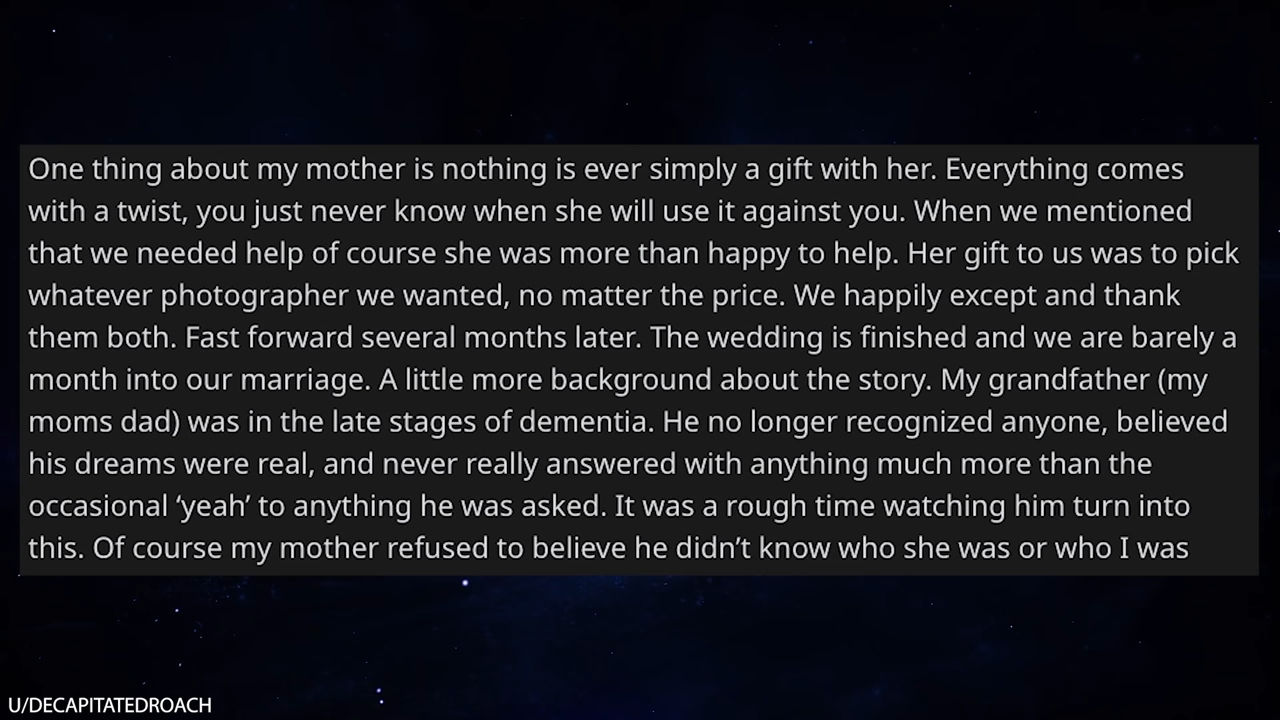 One thing about my mother is nothing is ever simply a gift with her. Everything comes
with a twist, you just never know when she will use it against you. When we mentioned
that we needed help of course she was more than happy to help. Her gift to us was to pick
whatever photographer we wanted, no matter the price. We happily except and thank
them both. Fast forward several months later. The wedding is finished and we are barely a
month into our marriage. A little more background about the story. My grandfather (my
moms dad) was in the late stages of dementia. He no longer recognized anyone, believed
his dreams were real, and never really answered with anything much more than the
occasional ‘yeah’ to anything he was asked. It was a rough time watching him turn into
this. Of course my mother refused to believe he didn’t know who she was or who I was
U/DECAPITATEDROACH